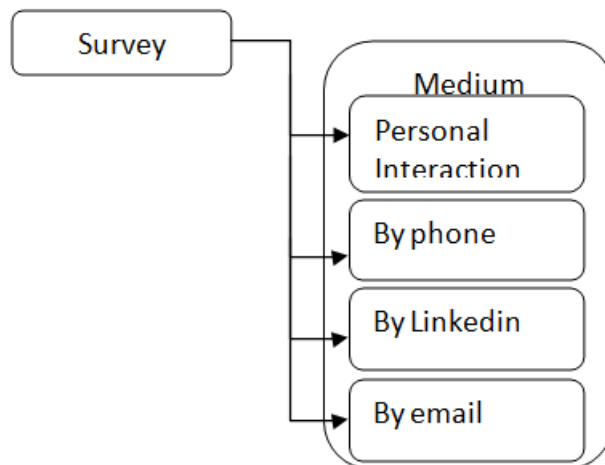 Survey
Medium
Personal
Interaction
By phone
By Linkedin
By email